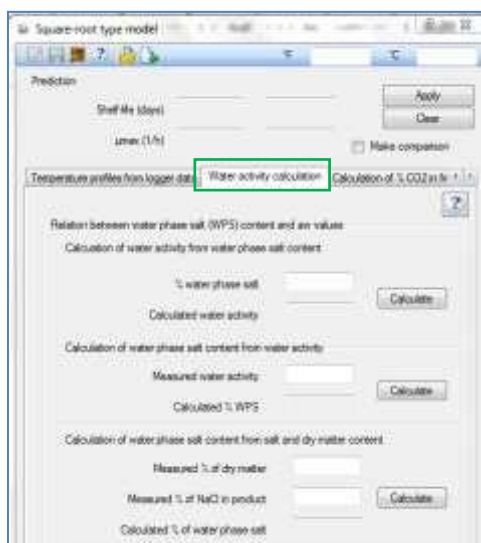 Square-root type model
?
°C °C
Prediction
Shelf-life (days)
Apply
Clear
µmax (1/h)
Make comparison
Temperature profiles from logger data Water activity calculation Calculation of % CO2 in
?
Relation between water phase salt (WPS) content and aw values
Calculation of water activity from water phase salt content
% water phase salt
Calculate
Calculated water activity
Calculation of water phase salt content from water activity
Measured water activity
Calculate
Calculated % WPS
Calculation of water phase salt content from salt and dry matter content
Measured % of dry matter
Measured % of NaCl in product
Calculate
Calculated % of water phase salt